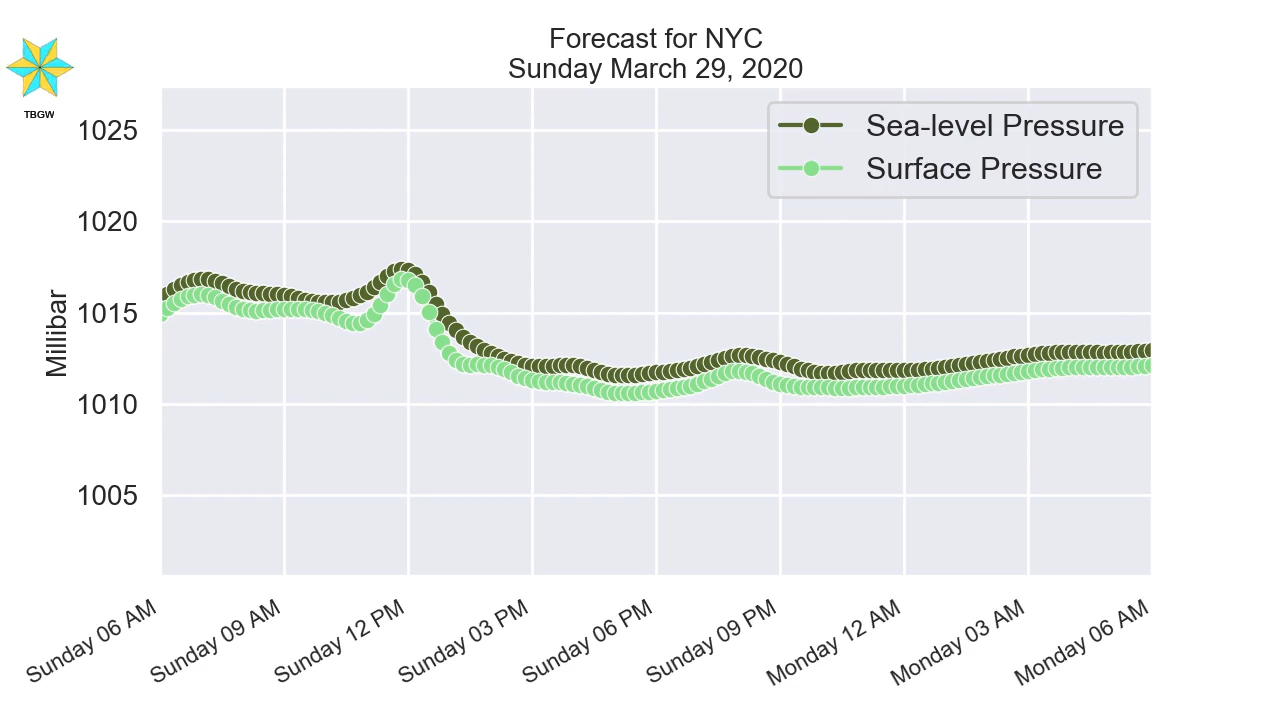 Forecast for NYC
Sunday March 29, 2020
TBGW
Sea-level Pressure
Surface Pressure
Millibar
1025
1020
1015
1010
1005
Sunday 06 AM
Sunday 09 AM
Sunday 12 PM
Sunday 03 PM
Sunday 06 PM
Sunday 09 PM
Monday 12 AM
Monday 03 AM
Monday 06 AM